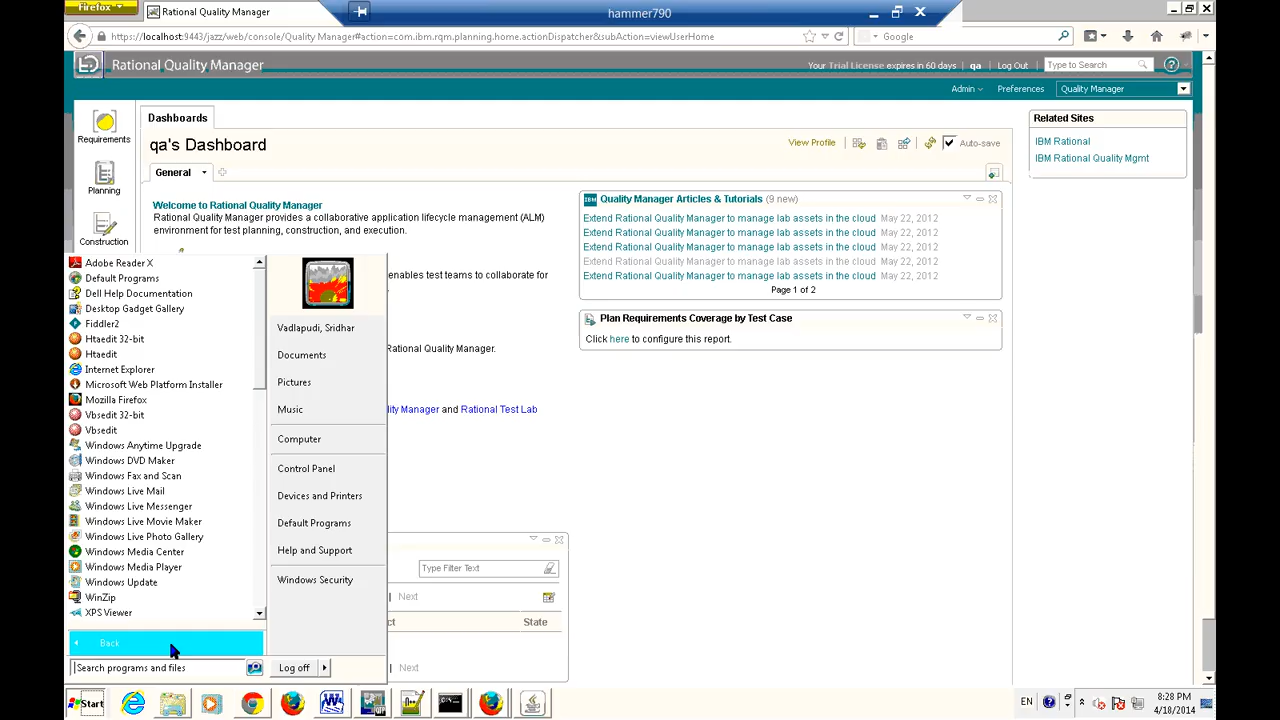 Firefox
Rational Quality Manager
hammer790
https://localhost:9443/jazz/web/console/Quality Manager#action=com.ibm.rqm.planning.home.actionDispatcher&subAction=viewUserHome
Google
Rational Quality Manager
Your Trial License expires in 60 days
qa
Log Out
Type to Search
Admin
Preferences
Quality Manager
Requirements
Planning
Construction
Dashboards
qa's Dashboard
View Profile
Auto-save
General
Related Sites
IBM Rational
IBM Rational Quality Mgmt
Welcome to Rational Quality Manager
Rational Quality Manager provides a collaborative application lifecycle management (ALM)
environment for test planning, construction, and execution.
enables test teams to collaborate for
Rational Quality Manager.
lity Manager and Rational Test Lab
IBM
Quality Manager Articles & Tutorials (9 new)
Extend Rational Quality Manager to manage lab assets in the cloud May 22, 2012
Extend Rational Quality Manager to manage lab assets in the cloud May 22, 2012
Extend Rational Quality Manager to manage lab assets in the cloud May 22, 2012
Extend Rational Quality Manager to manage lab assets in the cloud May 22, 2012
Extend Rational Quality Manager to manage lab assets in the cloud May 22, 2012
Page 1 of 2
Plan Requirements Coverage by Test Case
Click here to configure this report.
Type Filter Text
Next
ct
State
Next
Adobe Reader X
Default Programs
Dell Help Documentation
Desktop Gadget Gallery
Fiddler2
Htaedit 32-bit
Htaedit
Internet Explorer
Microsoft Web Platform Installer
Mozilla Firefox
Vbsedit 32-bit
Vbsedit
Windows Anytime Upgrade
Windows DVD Maker
Windows Fax and Scan
Windows Live Mail
Windows Live Messenger
Windows Live Movie Maker
Windows Live Photo Gallery
Windows Media Center
Windows Media Player
Windows Update
WinZip
XPS Viewer
Back
Search programs and files
Vadlapudi, Sridhar
Documents
Pictures
Music
Computer
Control Panel
Devices and Printers
Default Programs
Help and Support
Windows Security
Log off
Start
EN
8:28 PM
4/18/2014